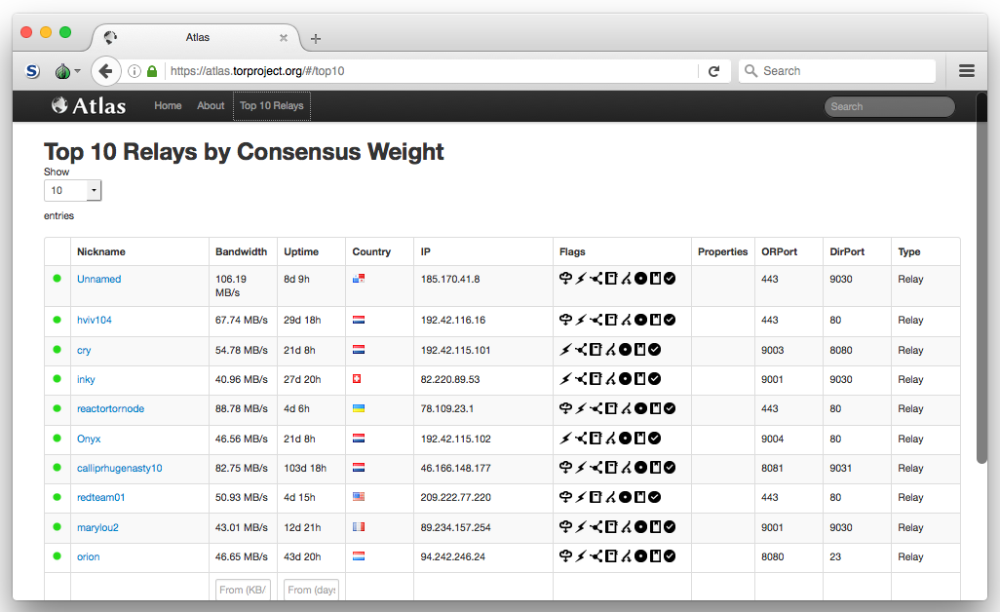 Atlas
https://atlas.torproject.org/#/top10
Search
Atlas Home About Top 10 Relays Search
Top 10 Relays by Consensus Weight
Show
10
entries
Nickname Bandwidth Uptime Country IP Flags Properties ORPort DirPort Type
Unnamed 106.19 MB/s 8d 9h 185.170.41.8 443 9030 Relay
hviv104 67.74 MB/s 29d 18h 192.42.116.16 443 80 Relay
cry 54.78 MB/s 21d 8h 192.42.115.101 9003 8080 Relay
inky 40.96 MB/s 27d 20h 82.220.89.53 9001 9030 Relay
reactortornode 88.78 MB/s 4d 6h 78.109.23.1 443 80 Relay
Onyx 46.56 MB/s 21d 8h 192.42.115.102 9004 80 Relay
calliprhugenasty10 82.75 MB/s 103d 18h 46.166.148.177 8081 9031 Relay
redteam01 50.93 MB/s 4d 15h 209.222.77.220 443 80 Relay
marylou2 43.01 MB/s 12d 21h 89.234.157.254 9001 9030 Relay
orion 46.65 MB/s 43d 20h 94.242.246.24 8080 23 Relay
From (KB/ From (days